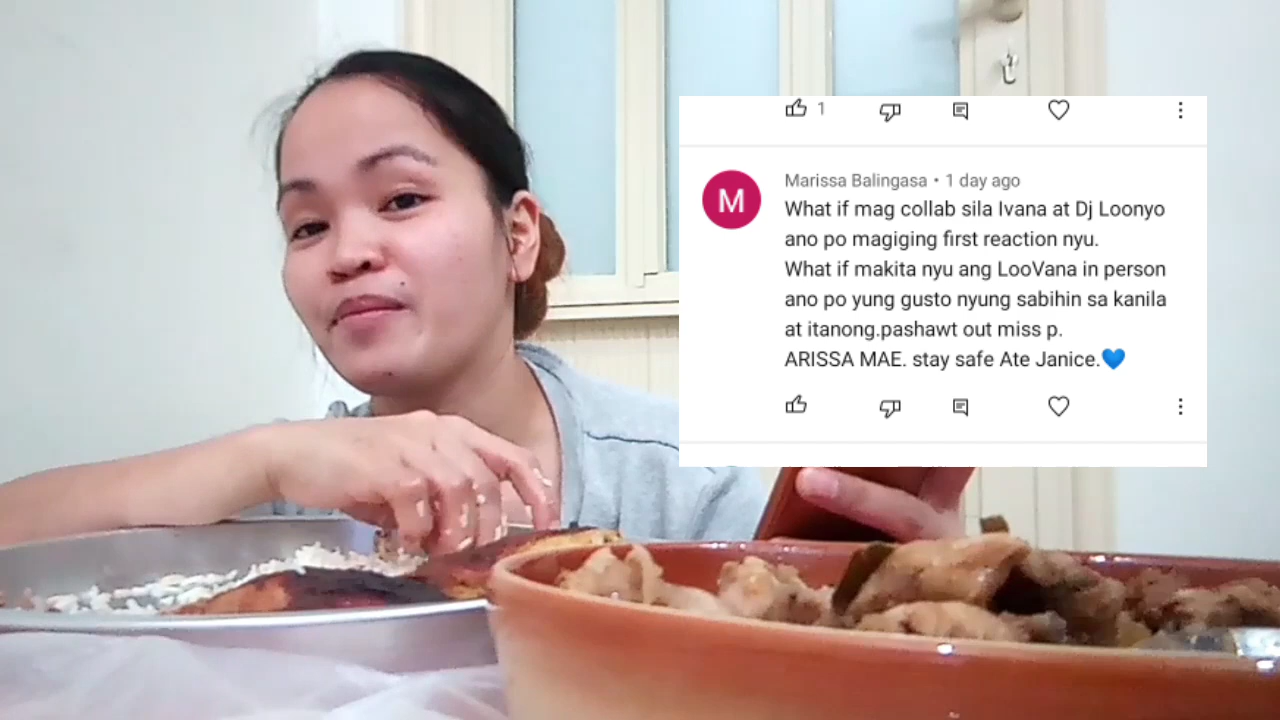 1
M
Marissa Balingasa • 1 day ago
What if mag collab sila Ivana at Dj Loonyo
ano po magiging first reaction nyu.
What if makita nyu ang LooVana in person
ano po yung gusto nyung sabihin sa kanila
at itanong.pashawt out miss p.
ARISSA MAE. stay safe Ate Janice.💙